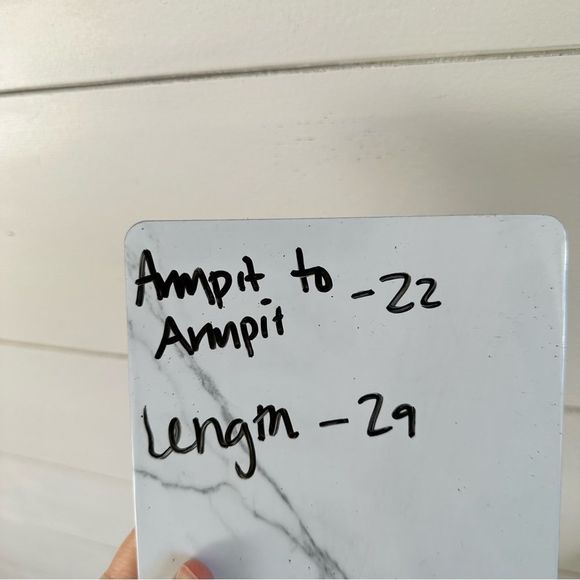 Armpit to - 22
Armpit
Length - 29